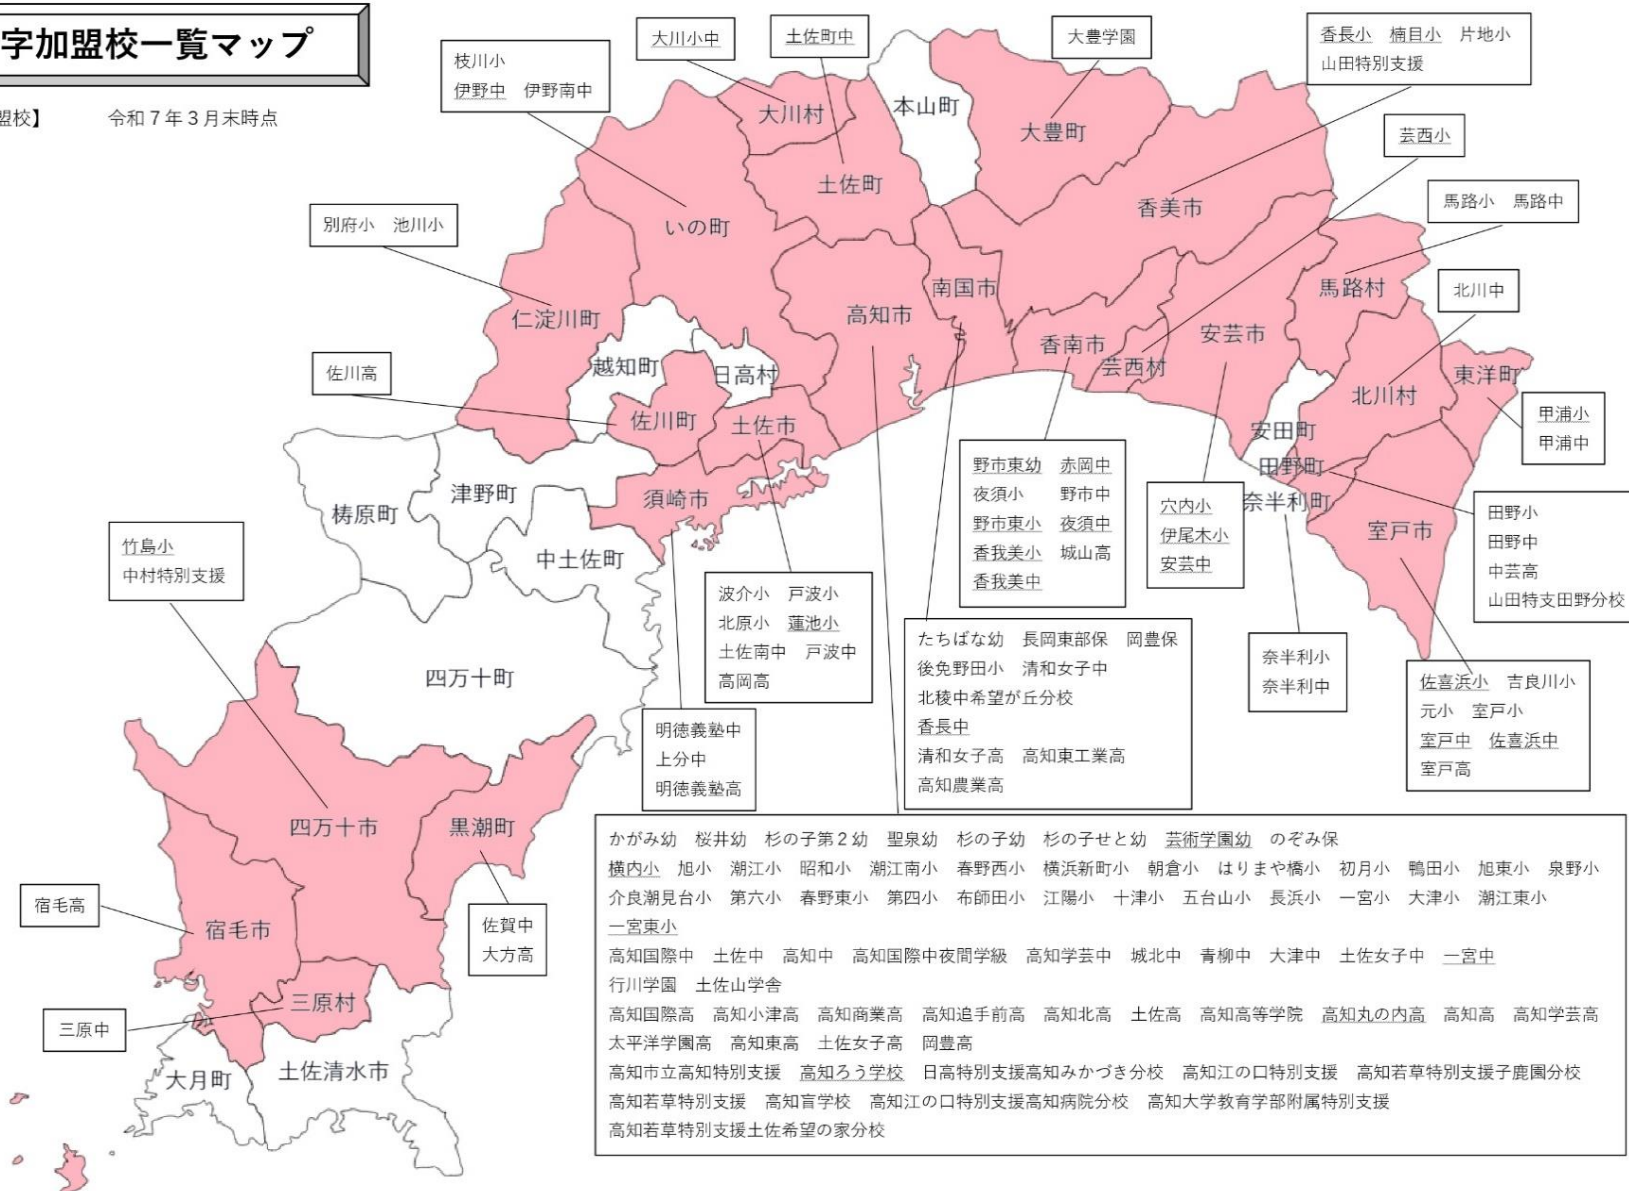 字加盟校一覧マップ
盟校】 令和7年3月末時点
枝川小
伊野中 伊野南中
大川小中
土佐町中
大豊学園
香長小 楠目小 片地小
山田特別支援
芸西小
馬路小 馬路中
北川中
別府小 池川小
佐川高
甲浦小
甲浦中
大川村
本山町
大豊町
土佐町
香美市
いの町
馬路村
南国市
高知市
仁淀川町
安芸市
香南市
芸西村
越知町
日高村
東洋町
北川村
佐川町
土佐市
安田町
田野町
奈半利町
津野町
須崎市
梼原町
室戸市
中土佐町
四万十町
四万十市
黒潮町
宿毛市
三原村
大月町
土佐清水市
竹島小
中村特別支援
野市東幼 赤岡中
夜須小 野市中
野市東小 夜須中
香我美小 城山高
香我美中
穴内小
伊尾木小
安芸中
田野小
田野中
中芸高
山田特支田野分校
波介小 戸波小
北原小 蓮池小
土佐南中 戸波中
高岡高
たちばな幼 長岡東部保 岡豊保
後免野田小 清和女子中
北稜中希望が丘分校
香長中
清和女子高 高知東工業高
高知農業高
奈半利小
奈半利中
佐喜浜小 吉良川小
元小 室戸小
室戸中 佐喜浜中
室戸高
明徳義塾中
上分中
明徳義塾高
宿毛高
佐賀中
大方高
三原中
かがみ幼 桜井幼 杉の子第2幼 聖泉幼 杉の子幼 杉の子せと幼 芸術学園幼 のぞみ保
横内小 旭小 潮江小 昭和小 潮江南小 春野西小 横浜新町小 朝倉小 はりまや橋小 初月小 鴨田小 旭東小 泉野小
介良潮見台小 第六小 春野東小 第四小 布師田小 江陽小 十津小 五台山小 長浜小 一宮小 大津小 潮江東小
一宮東小
高知国際中 土佐中 高知中 高知国際中夜間学級 高知学芸中 城北中 青柳中 大津中 土佐女子中 一宮中
行川学園 土佐山学舎
高知国際高 高知小津高 高知商業高 高知追手前高 高知北高 土佐高 高知高等学院 高知丸の内高 高知高 高知学芸高
太平洋学園高 高知東高 土佐女子高 岡豊高
高知市立高知特別支援 高知ろう学校 日高特別支援高知みかづき分校 高知江の口特別支援 高知若草特別支援子鹿園分校
高知若草特別支援 高知盲学校 高知江の口特別支援高知病院分校 高知大学教育学部附属特別支援
高知若草特別支援土佐希望の家分校